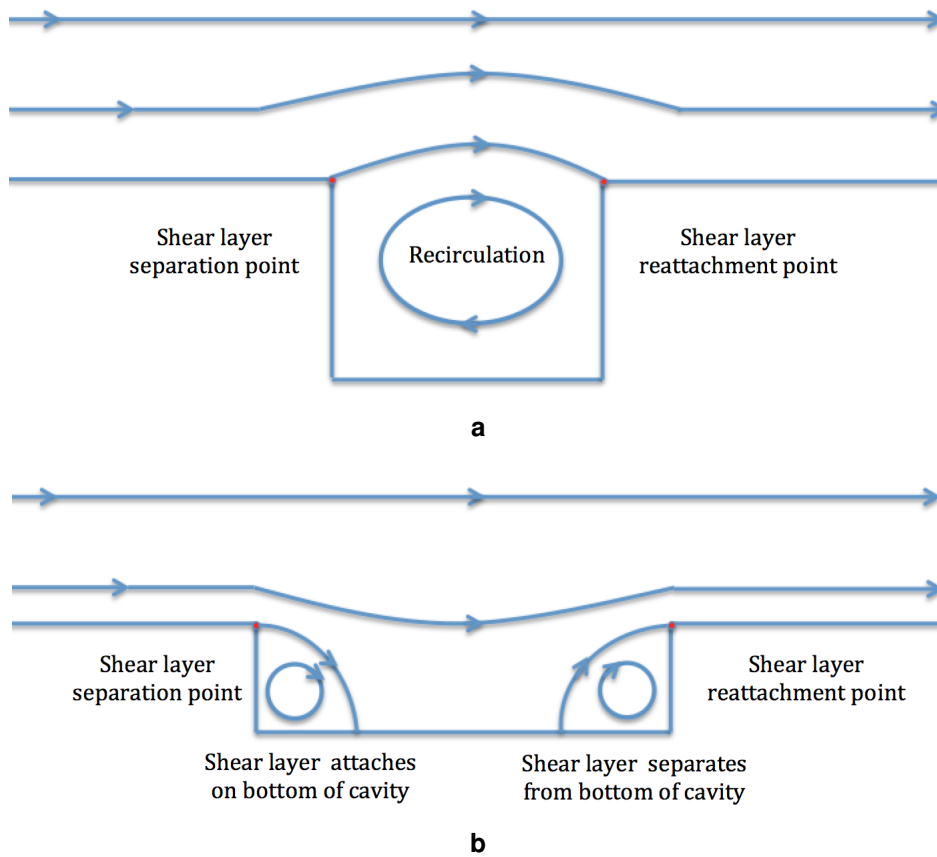 Shear layer
separation point
Recirculation
Shear layer
reattachment point
a
Shear layer
separation point
Shear layer
reattachment point
Shear layer attaches
on bottom of cavity
Shear layer separates
from bottom of cavity
b